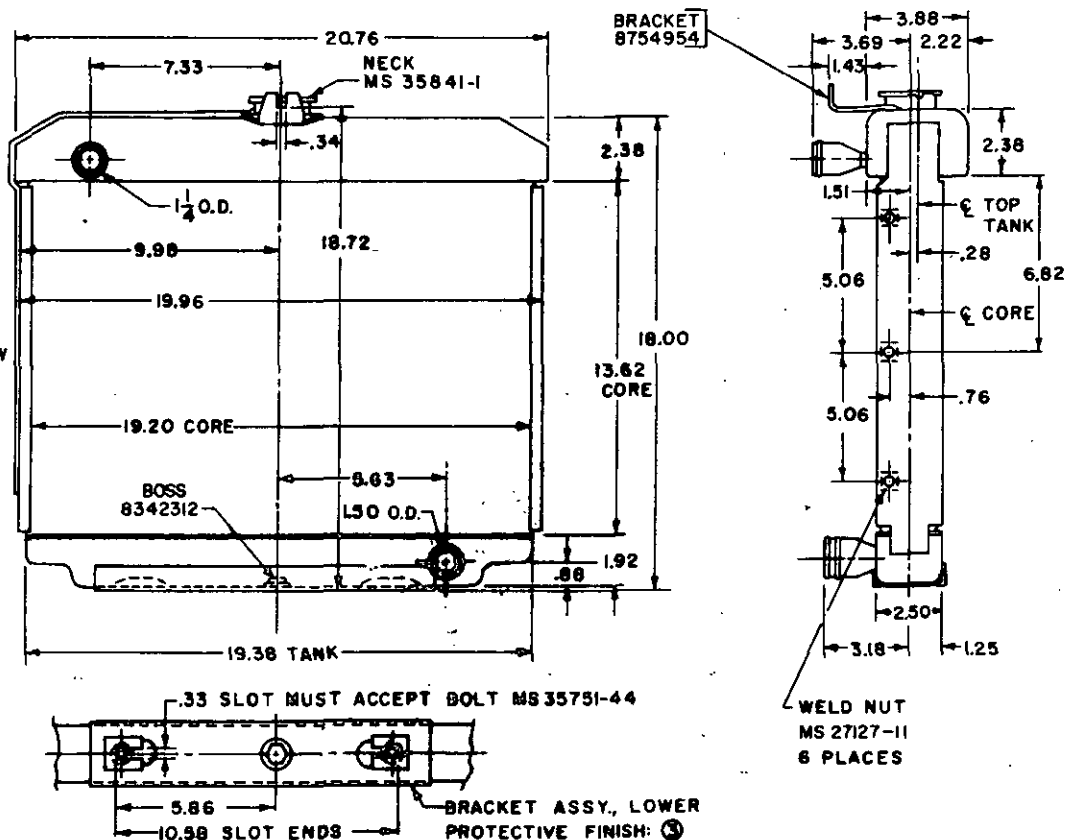 20.76
7.33
NECK
MS 35841-1
.34
2.38
1 1/4 O.D.
9.98
18.72
19.96
18.00
13.62
CORE
19.20 CORE
5.63
BOSS
8342312
1.50 O.D.
1.92
.88
19.38 TANK
.33 SLOT MUST ACCEPT BOLT MS 35751-44
5.86
10.58 SLOT ENDS
BRACKET ASSY., LOWER
PROTECTIVE FINISH: ③
BRACKET
8754954
3.88
3.69
2.22
1.43
2.38
1.51
℄ TOP
TANK
.28
5.06
6.82
℄ CORE
.76
5.06
2.50
3.18
1.25
WELD NUT
MS 27127-11
6 PLACES